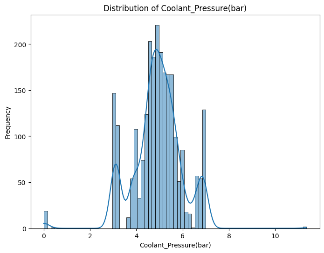 Distribution of Coolant_Pressure(bar)
200
150
100
50
0
Frequency
0 2 4 6 8 10
Coolant_Pressure(bar)